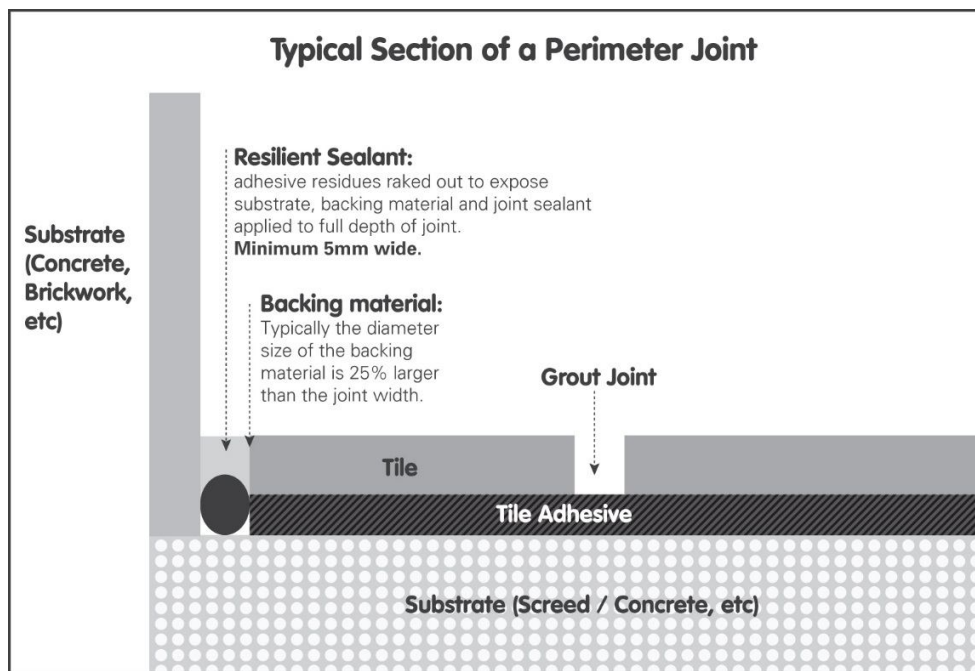 Typical Section of a Perimeter Joint
Resilient Sealant:
adhesive residues raked out to expose
substrate, backing material and joint sealant
applied to full depth of joint.
Minimum 5mm wide.
Substrate
(Concrete,
Brickwork,
etc)
Backing material:
Typically the diameter
size of the backing
material is 25% larger
than the joint width.
Grout Joint
Tile
Tile Adhesive
Substrate (Screed / Concrete, etc)